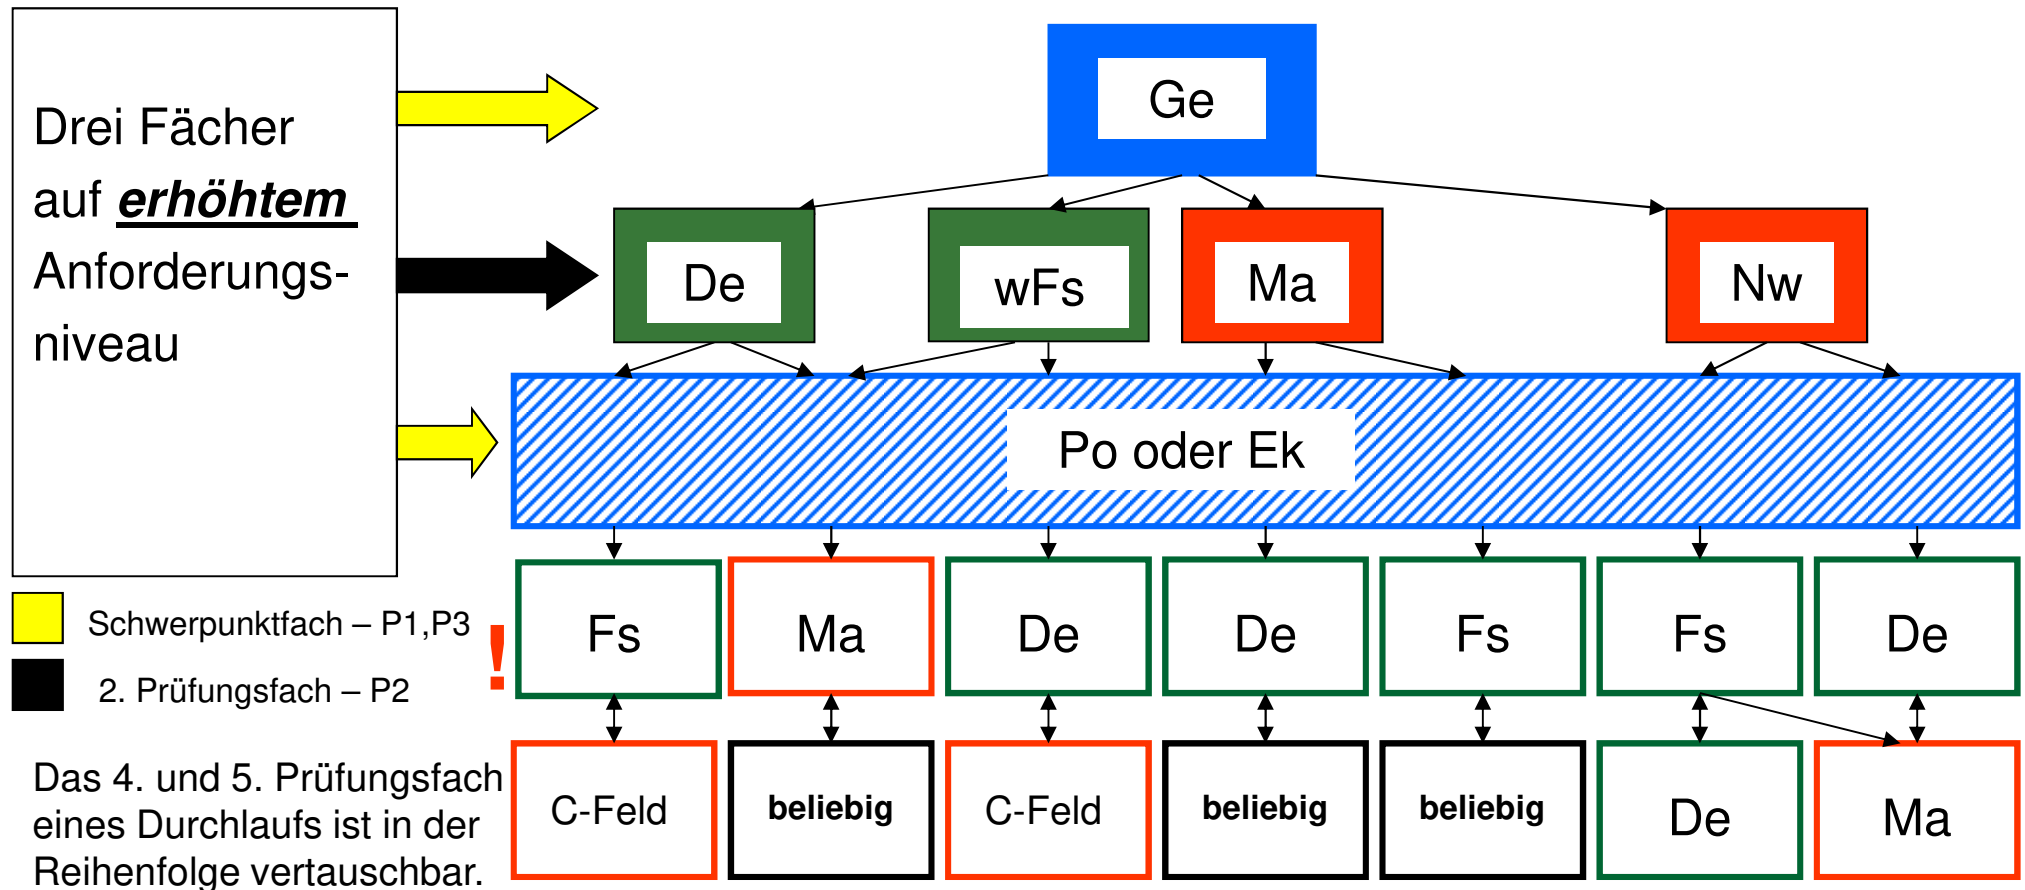 Drei Fächer
auf erhöhtem
Anforderungs-
niveau
Schwerpunktfach – P1,P3
2. Prüfungsfach – P2
!
Das 4. und 5. Prüfungsfach
eines Durchlaufs ist in der
Reihenfolge vertauschbar.
Ge
De wFs Ma Nw
Po oder Ek
Fs Ma De De Fs Fs De
C-Feld beliebig C-Feld beliebig beliebig De Ma